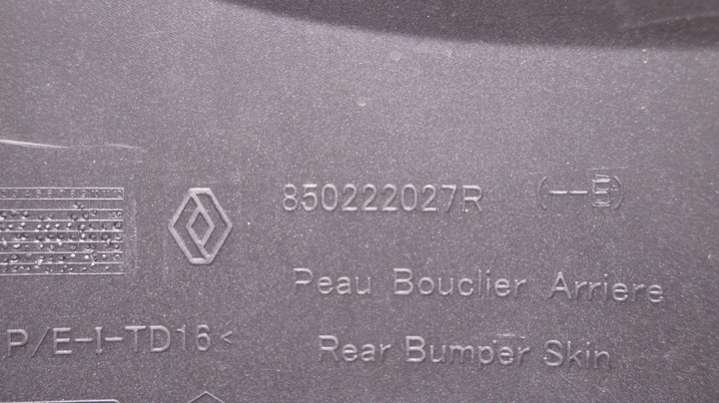 850222027R (--E)
Peau Bouclier Arriere
P/E-I-TD16<
Rear Bumper Skin